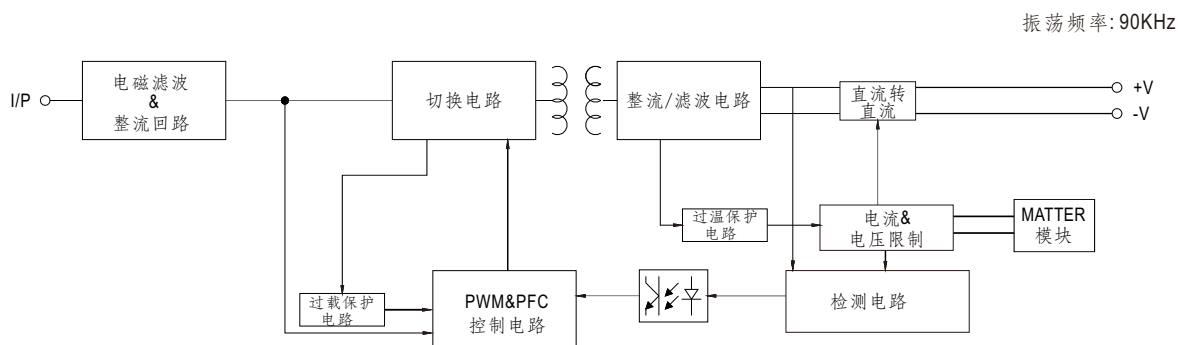 振荡频率: 90KHz
I/P
电磁滤波
&
整流回路
切换电路
整流/滤波电路
直流转
直流
+V
-V
过温保护
电路
电流&
电压限制
MATTER
模块
过载保护
电路
PWM&PFC
控制电路
检测电路